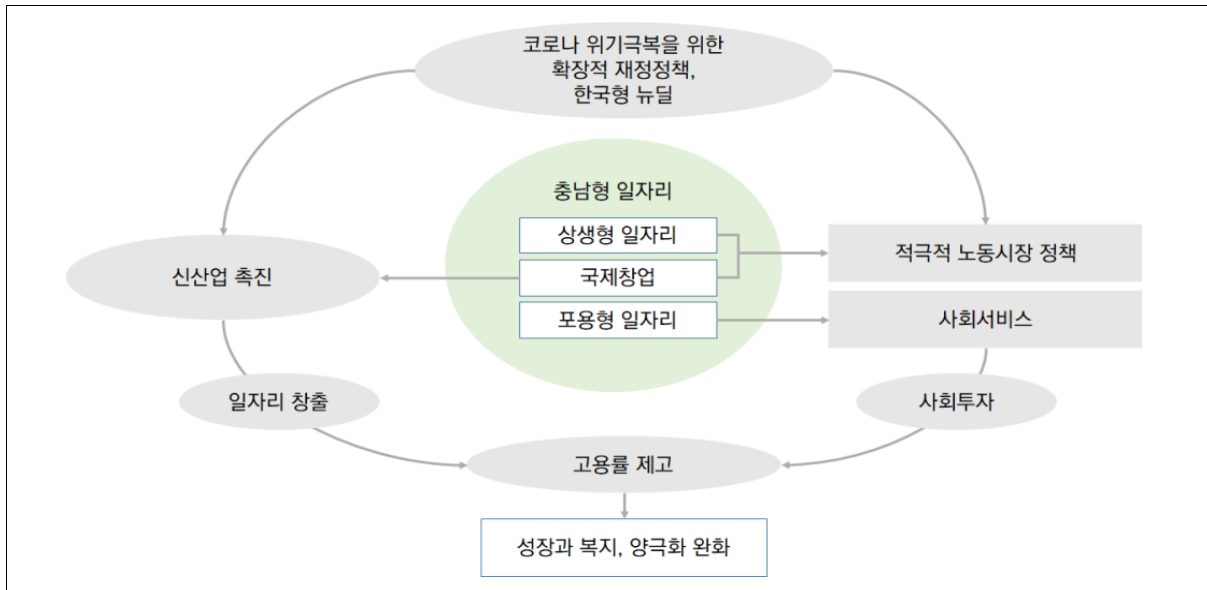 코로나 위기극복을 위한
확장적 재정정책,
한국형 뉴딜
충남형 일자리
상생형 일자리
국제창업
포용형 일자리
신산업 촉진
적극적 노동시장 정책
사회서비스
일자리 창출
사회투자
고용률 제고
성장과 복지, 양극화 완화